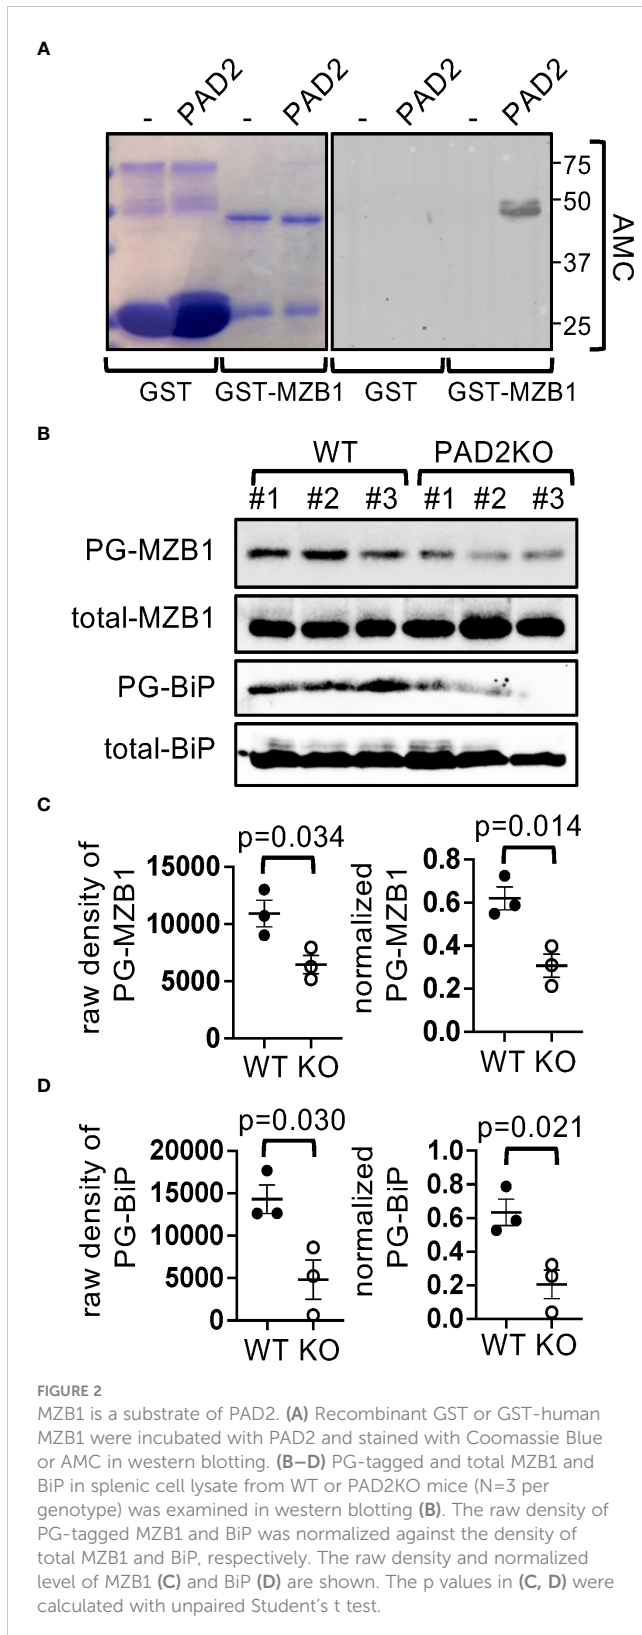 A
- PAD2 - PAD2 - PAD2 - PAD2
75
50
37
25
AMC
GST GST-MZB1 GST GST-MZB1
B
WT PAD2KO
#1 #2 #3 #1 #2 #3
PG-MZB1
total-MZB1
PG-BiP
total-BiP
C
raw density of
PG-MZB1
p=0.034
15000
10000
5000
0
WT KO
normalized
PG-MZB1
p=0.014
0.8
0.6
0.4
0.2
0.0
WT KO
D
raw density of
PG-BiP
p=0.030
20000
15000
10000
5000
0
WT KO
normalized
PG-BiP
p=0.021
1.0
0.8
0.6
0.4
0.2
0.0
WT KO
FIGURE 2
MZB1 is a substrate of PAD2. (A) Recombinant GST or GST-human
MZB1 were incubated with PAD2 and stained with Coomassie Blue
or AMC in western blotting. (B–D) PG-tagged and total MZB1 and
BiP in splenic cell lysate from WT or PAD2KO mice (N=3 per
genotype) was examined in western blotting (B). The raw density of
PG-tagged MZB1 and BiP was normalized against the density of
total MZB1 and BiP, respectively. The raw density and normalized
level of MZB1 (C) and BiP (D) are shown. The p values in (C, D) were
calculated with unpaired Student's t test.